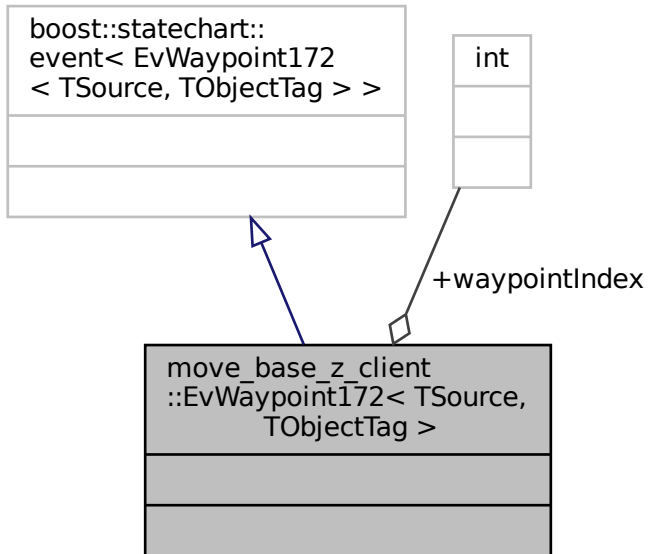 boost::statechart::
event< EvWaypoint172
< TSource, TObjectTag > >
int
+waypointIndex
move_base_z_client
::EvWaypoint172< TSource,
TObjectTag >